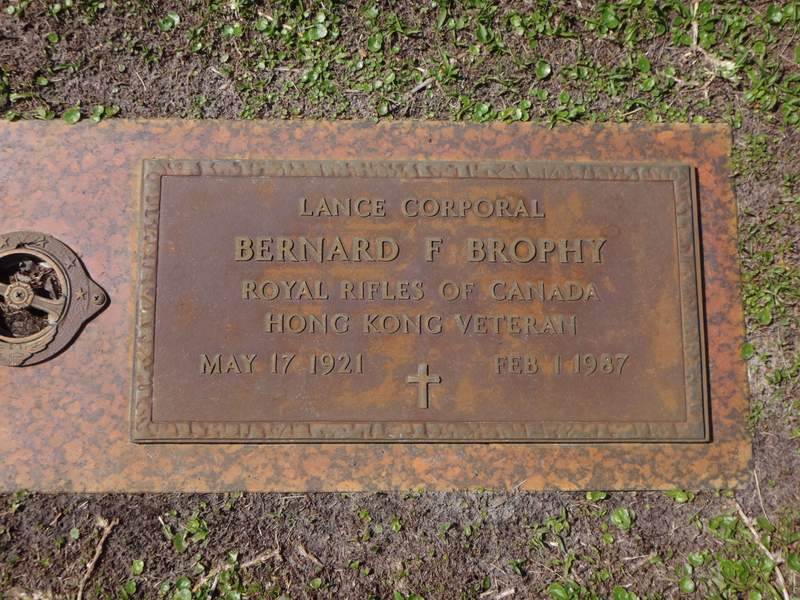 LANCE CORPORAL
BERNARD F BROPHY
ROYAL RIFLES OF CANADA
HONG KONG VETERAN
MAY 17 1921 FEB 1 1987